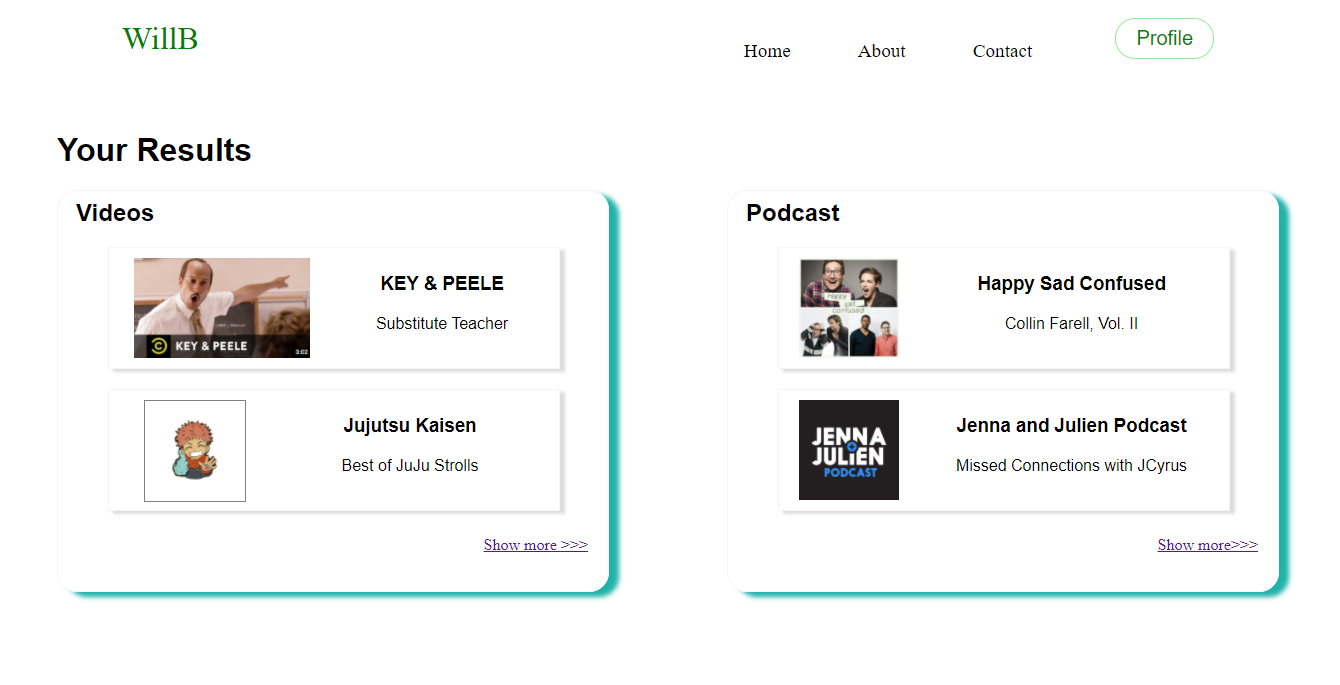 WillB
Home About Contact Profile
Your Results
Videos
KEY & PEELE
3:02
KEY & PEELE
Substitute Teacher
Jujutsu Kaisen
Best of JuJu Strolls
Show more >>>
Podcast
Happy
sad
confused
Happy Sad Confused
Collin Farell, Vol. II
JENNA
JULIEN
PODCAST
Jenna and Julien Podcast
Missed Connections with JCyrus
Show more>>>